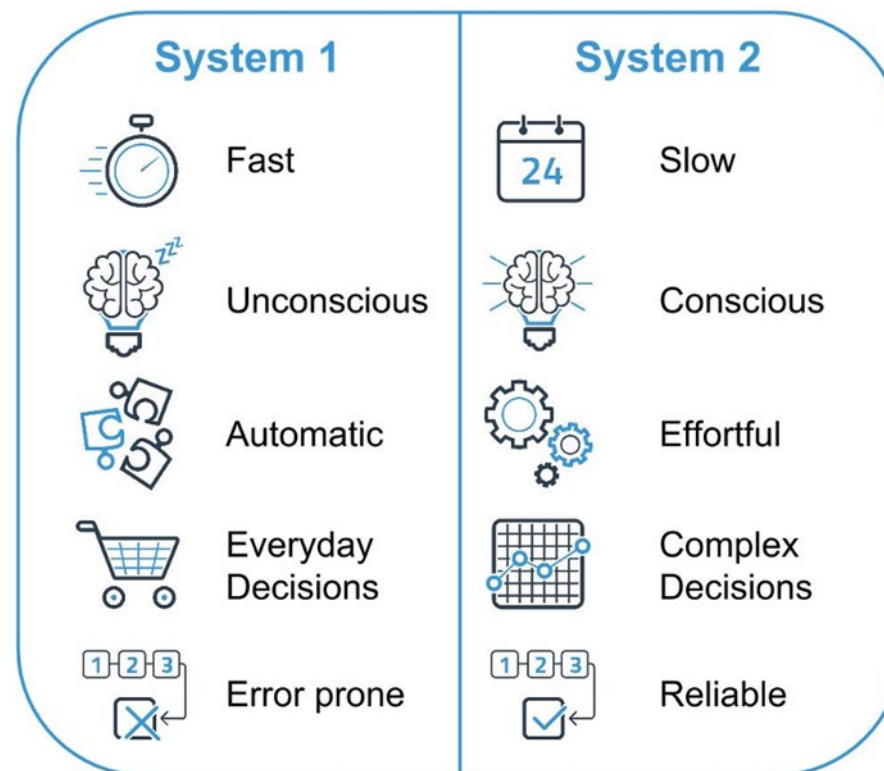 System 1
Fast
zzz
Unconscious
Automatic
Everyday
Decisions
1 2 3
Error prone
System 2
24
Slow
Conscious
Effortful
Complex
Decisions
1 2 3
Reliable